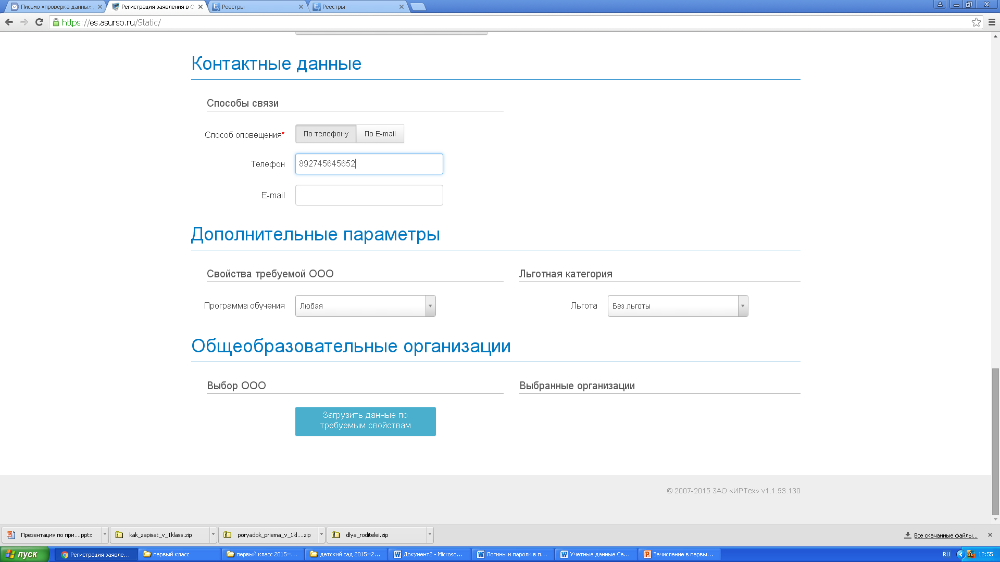 Письмо «проверка данных
Регистрация заявления в О
Реестры
Реестры
https://es.asurso.ru/Static/
Контактные данные
Способы связи
Способ оповещения*
По телефону
По E-mail
Телефон
892745645652
E-mail
Дополнительные параметры
Свойства требуемой ООО
Льготная категория
Программа обучения
Любая
Льгота
Без льготы
Общеобразовательные организации
Выбор ООО
Выбранные организации
Загрузить данные по
требуемым свойствам
© 2007-2015 ЗАО «ИРТех» v1.1.93.130
Презентация по при....pptx
kak_zapisat_v_1klass.zip
poryadok_priema_v_1kl....zip
dlya_roditelei.zip
Все скачанные файлы...
пуск
Регистрация заявле...
первый класс
первый класс 2015=...
детский сад 2015=2...
Документ2 - Microso...
Логины и пароли в п...
Учетные данные Се...
Зачисление в первы...
RU
12:55